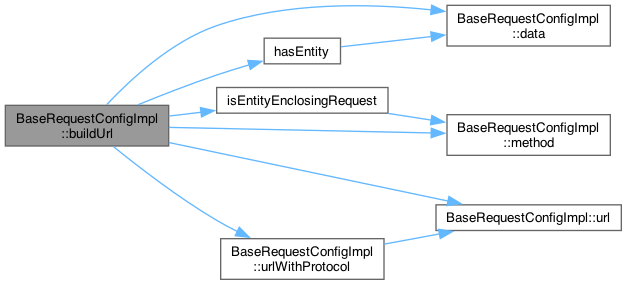 BaseRequestConfigImpl
::buildUrl
BaseRequestConfigImpl
::data
hasEntity
isEntityEnclosingRequest
BaseRequestConfigImpl
::method
BaseRequestConfigImpl::url
BaseRequestConfigImpl
::urlWithProtocol